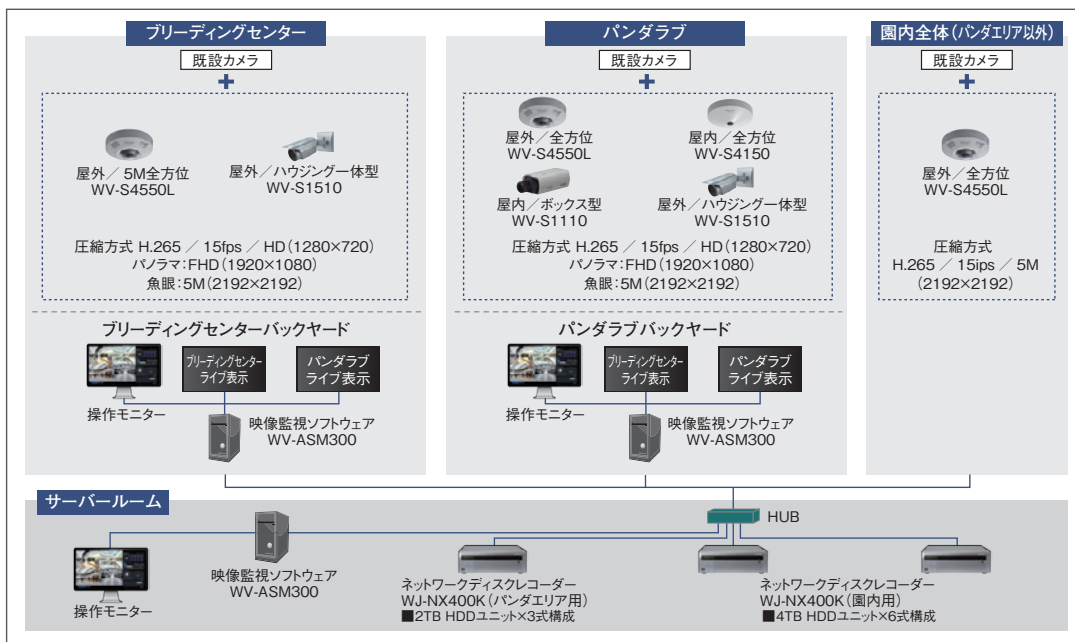 ブリーディングセンター
既設カメラ
+
屋外／5M全方位
WV-S4550L
屋外／ハウジング一体型
WV-S1510
圧縮方式 H.265 ／ 15fps ／ HD(1280×720)
パノラマ:FHD(1920×1080)
魚眼:5M(2192×2192)
ブリーディングセンターバックヤード
操作モニター
ブリーディングセンター
ライブ表示
パンダラブ
ライブ表示
映像監視ソフトウェア
WV-ASM300
パンダラブ
既設カメラ
+
屋外／全方位
WV-S4550L
屋内／全方位
WV-S4150
屋内／ボックス型
WV-S1110
屋外／ハウジング一体型
WV-S1510
圧縮方式 H.265 ／ 15fps ／ HD(1280×720)
パノラマ:FHD(1920×1080)
魚眼:5M(2192×2192)
パンダラブバックヤード
操作モニター
ブリーディングセンター
ライブ表示
パンダラブ
ライブ表示
映像監視ソフトウェア
WV-ASM300
園内全体(パンダエリア以外)
既設カメラ
+
屋外／全方位
WV-S4550L
圧縮方式
H.265 ／ 15ips ／ 5M
(2192×2192)
サーバールーム
HUB
操作モニター
映像監視ソフトウェア
WV-ASM300
ネットワークディスクレコーダー
WJ-NX400K(パンダエリア用)
■2TB HDDユニット×3式構成
ネットワークディスクレコーダー
WJ-NX400K(園内用)
■4TB HDDユニット×6式構成